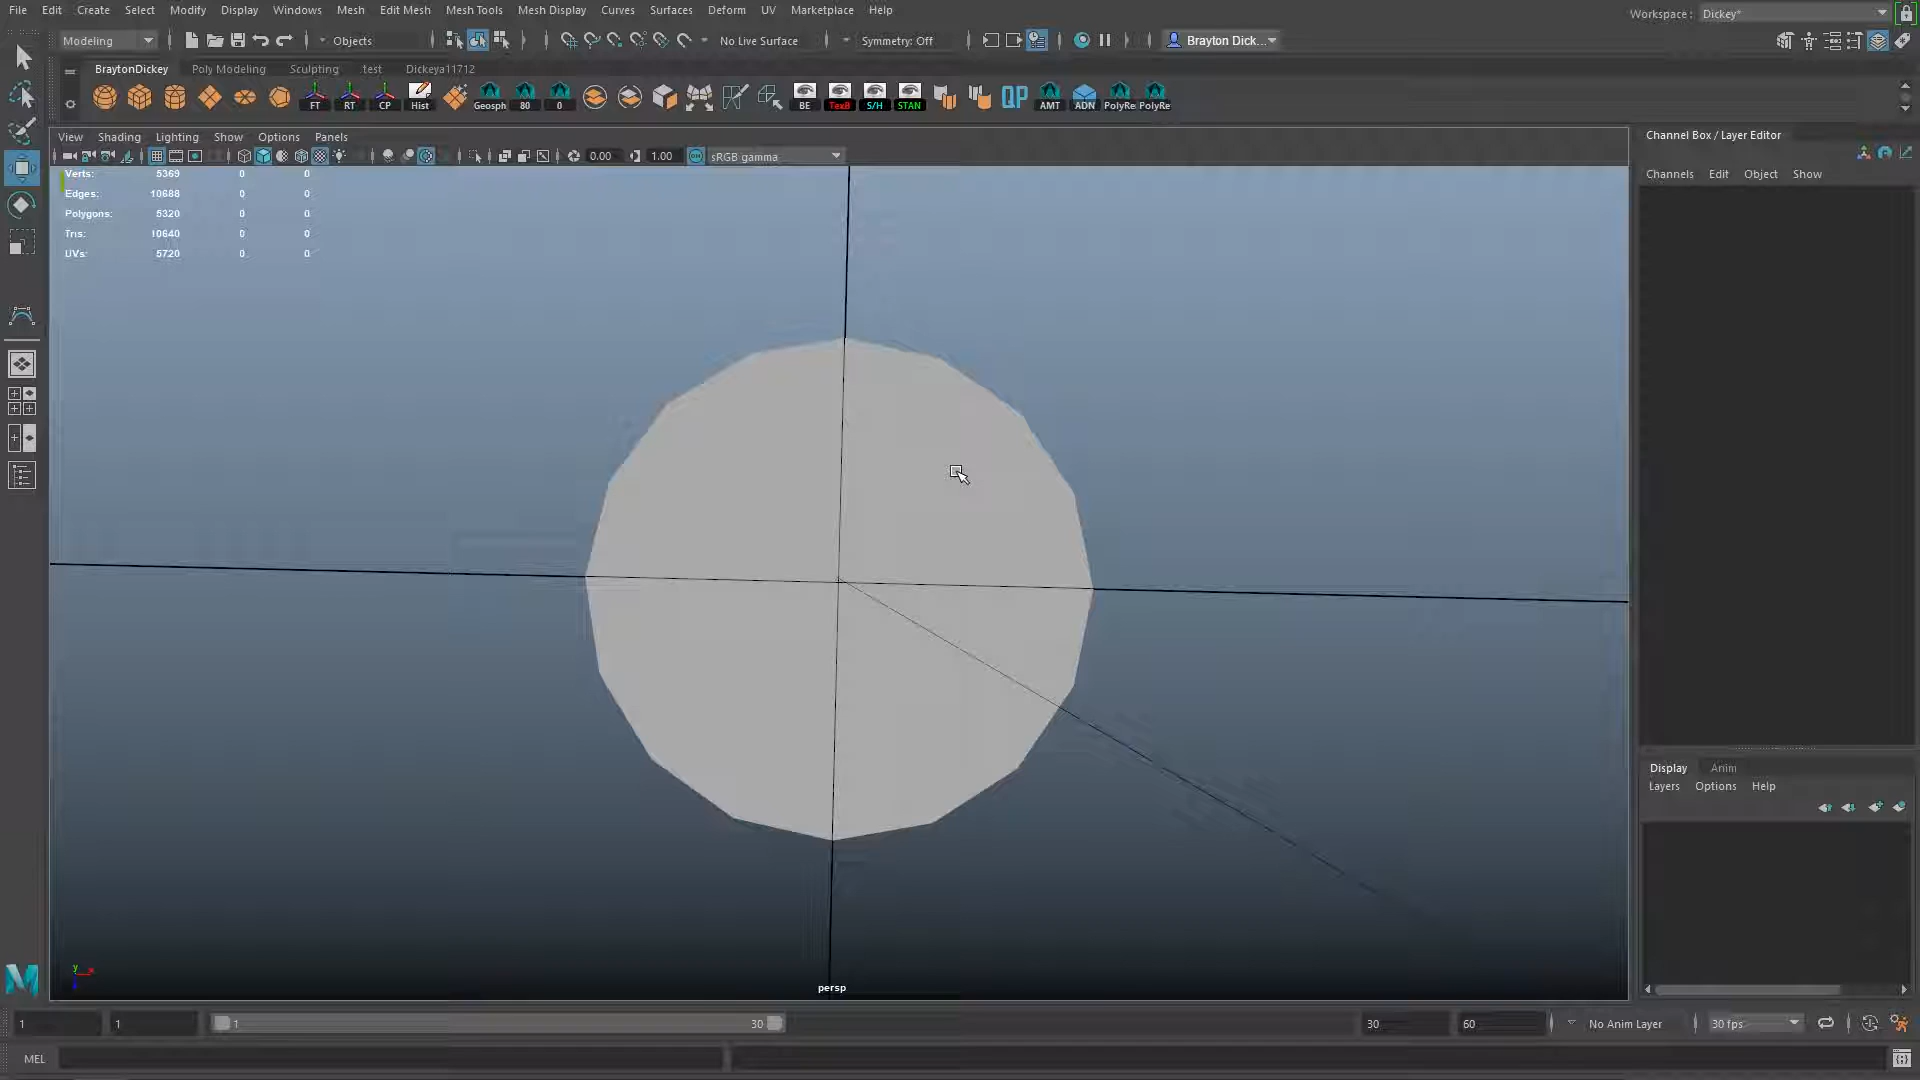 File Edit Create Select Modify Display Windows Mesh Edit Mesh Mesh Tools Mesh Display Curves Surfaces Deform UV Marketplace Help
Workspace : Dickey*
Modeling Objects No Live Surface Symmetry: Off Brayton Dick...
BraytonDickey Poly Modeling Sculpting test Dickeya11712
FT RT CP Hist Geosph 80 0 BE TexB S/H STAN QP AMT ADN PolyRe PolyRe
View Shading Lighting Show Options Panels
0.00 1.00 ON sRGB gamma
Channel Box / Layer Editor
Channels Edit Object Show
Verts: 5369 0 0
Edges: 10688 0 0
Polygons: 5320 0 0
Tris: 10640 0 0
UVs: 5720 0 0
Display Anim
Layers Options Help
y x
z
persp
1 1 1 30 30 60 No Anim Layer 30 fps
MEL